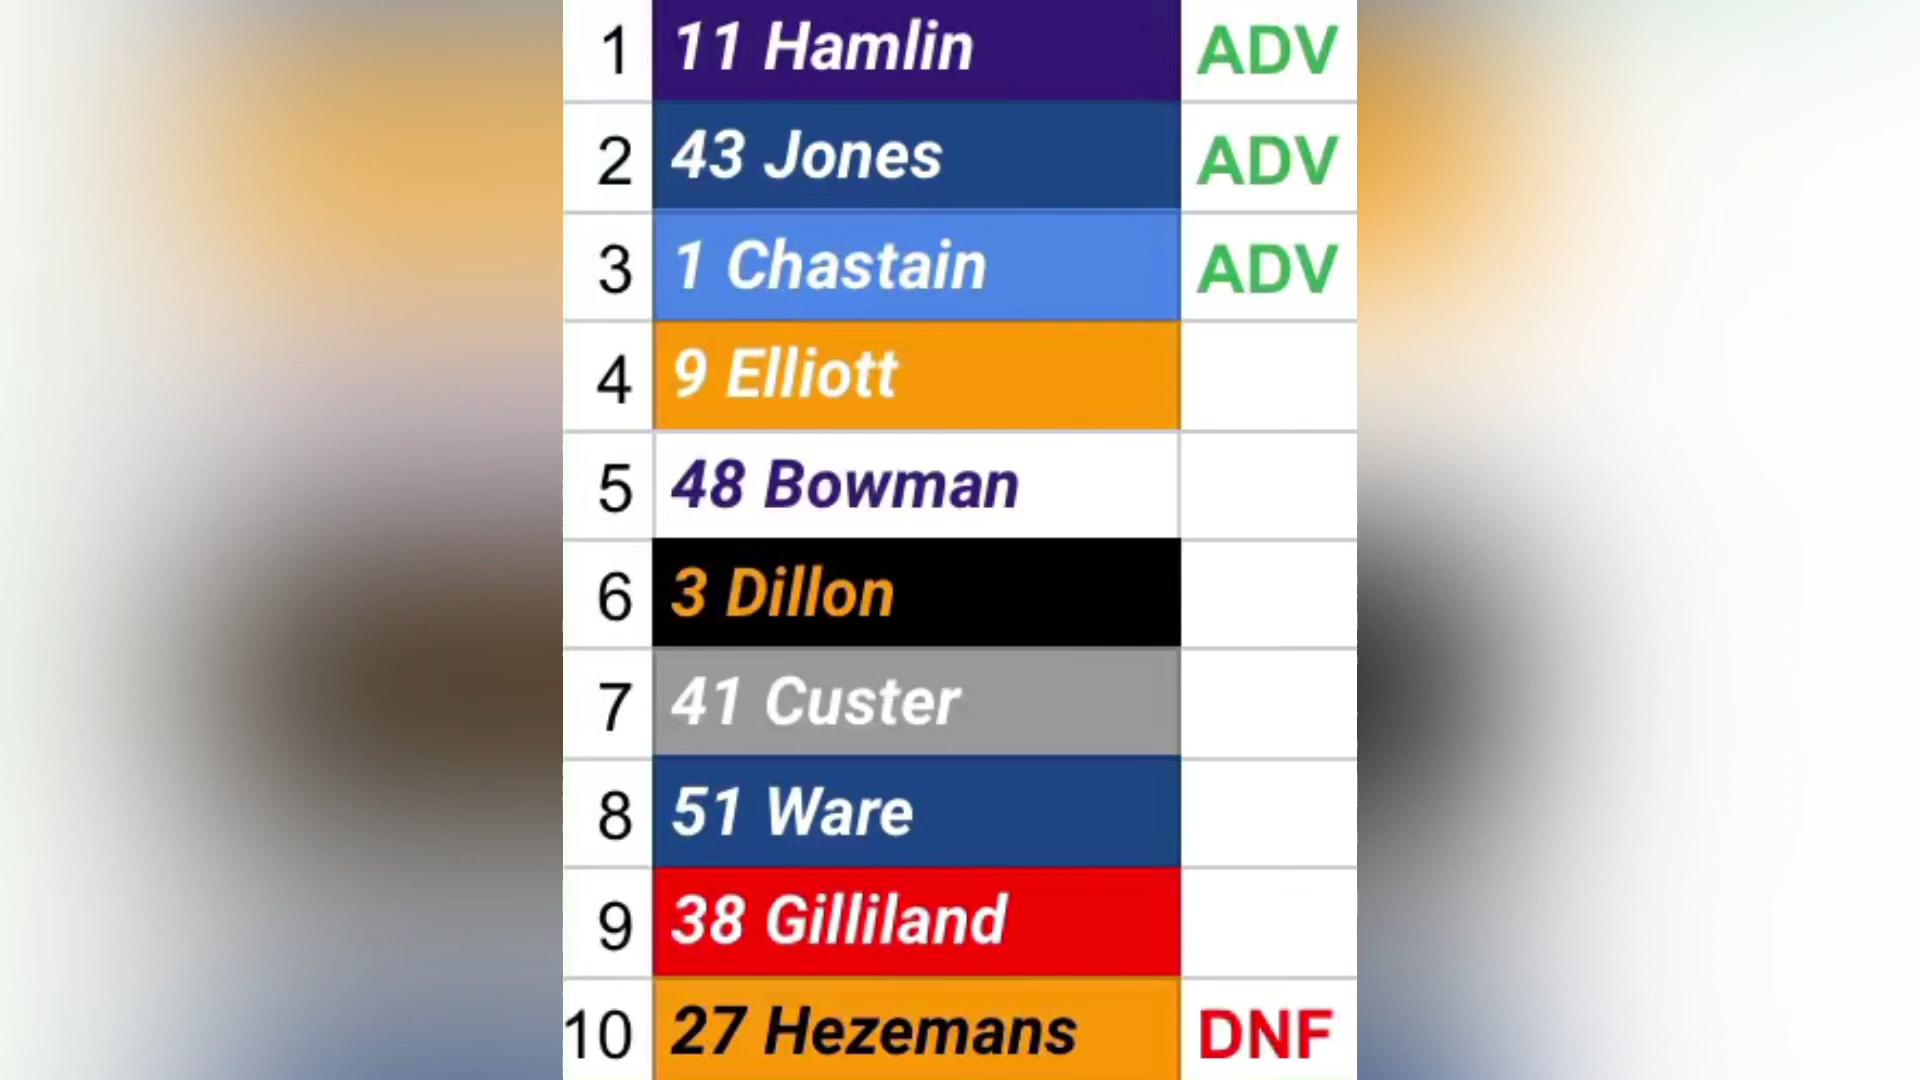 1 11 Hamlin ADV
2 43 Jones ADV
3 1 Chastain ADV
4 9 Elliott
5 48 Bowman
6 3 Dillon
7 41 Custer
8 51 Ware
9 38 Gilliland
10 27 Hezemans DNF